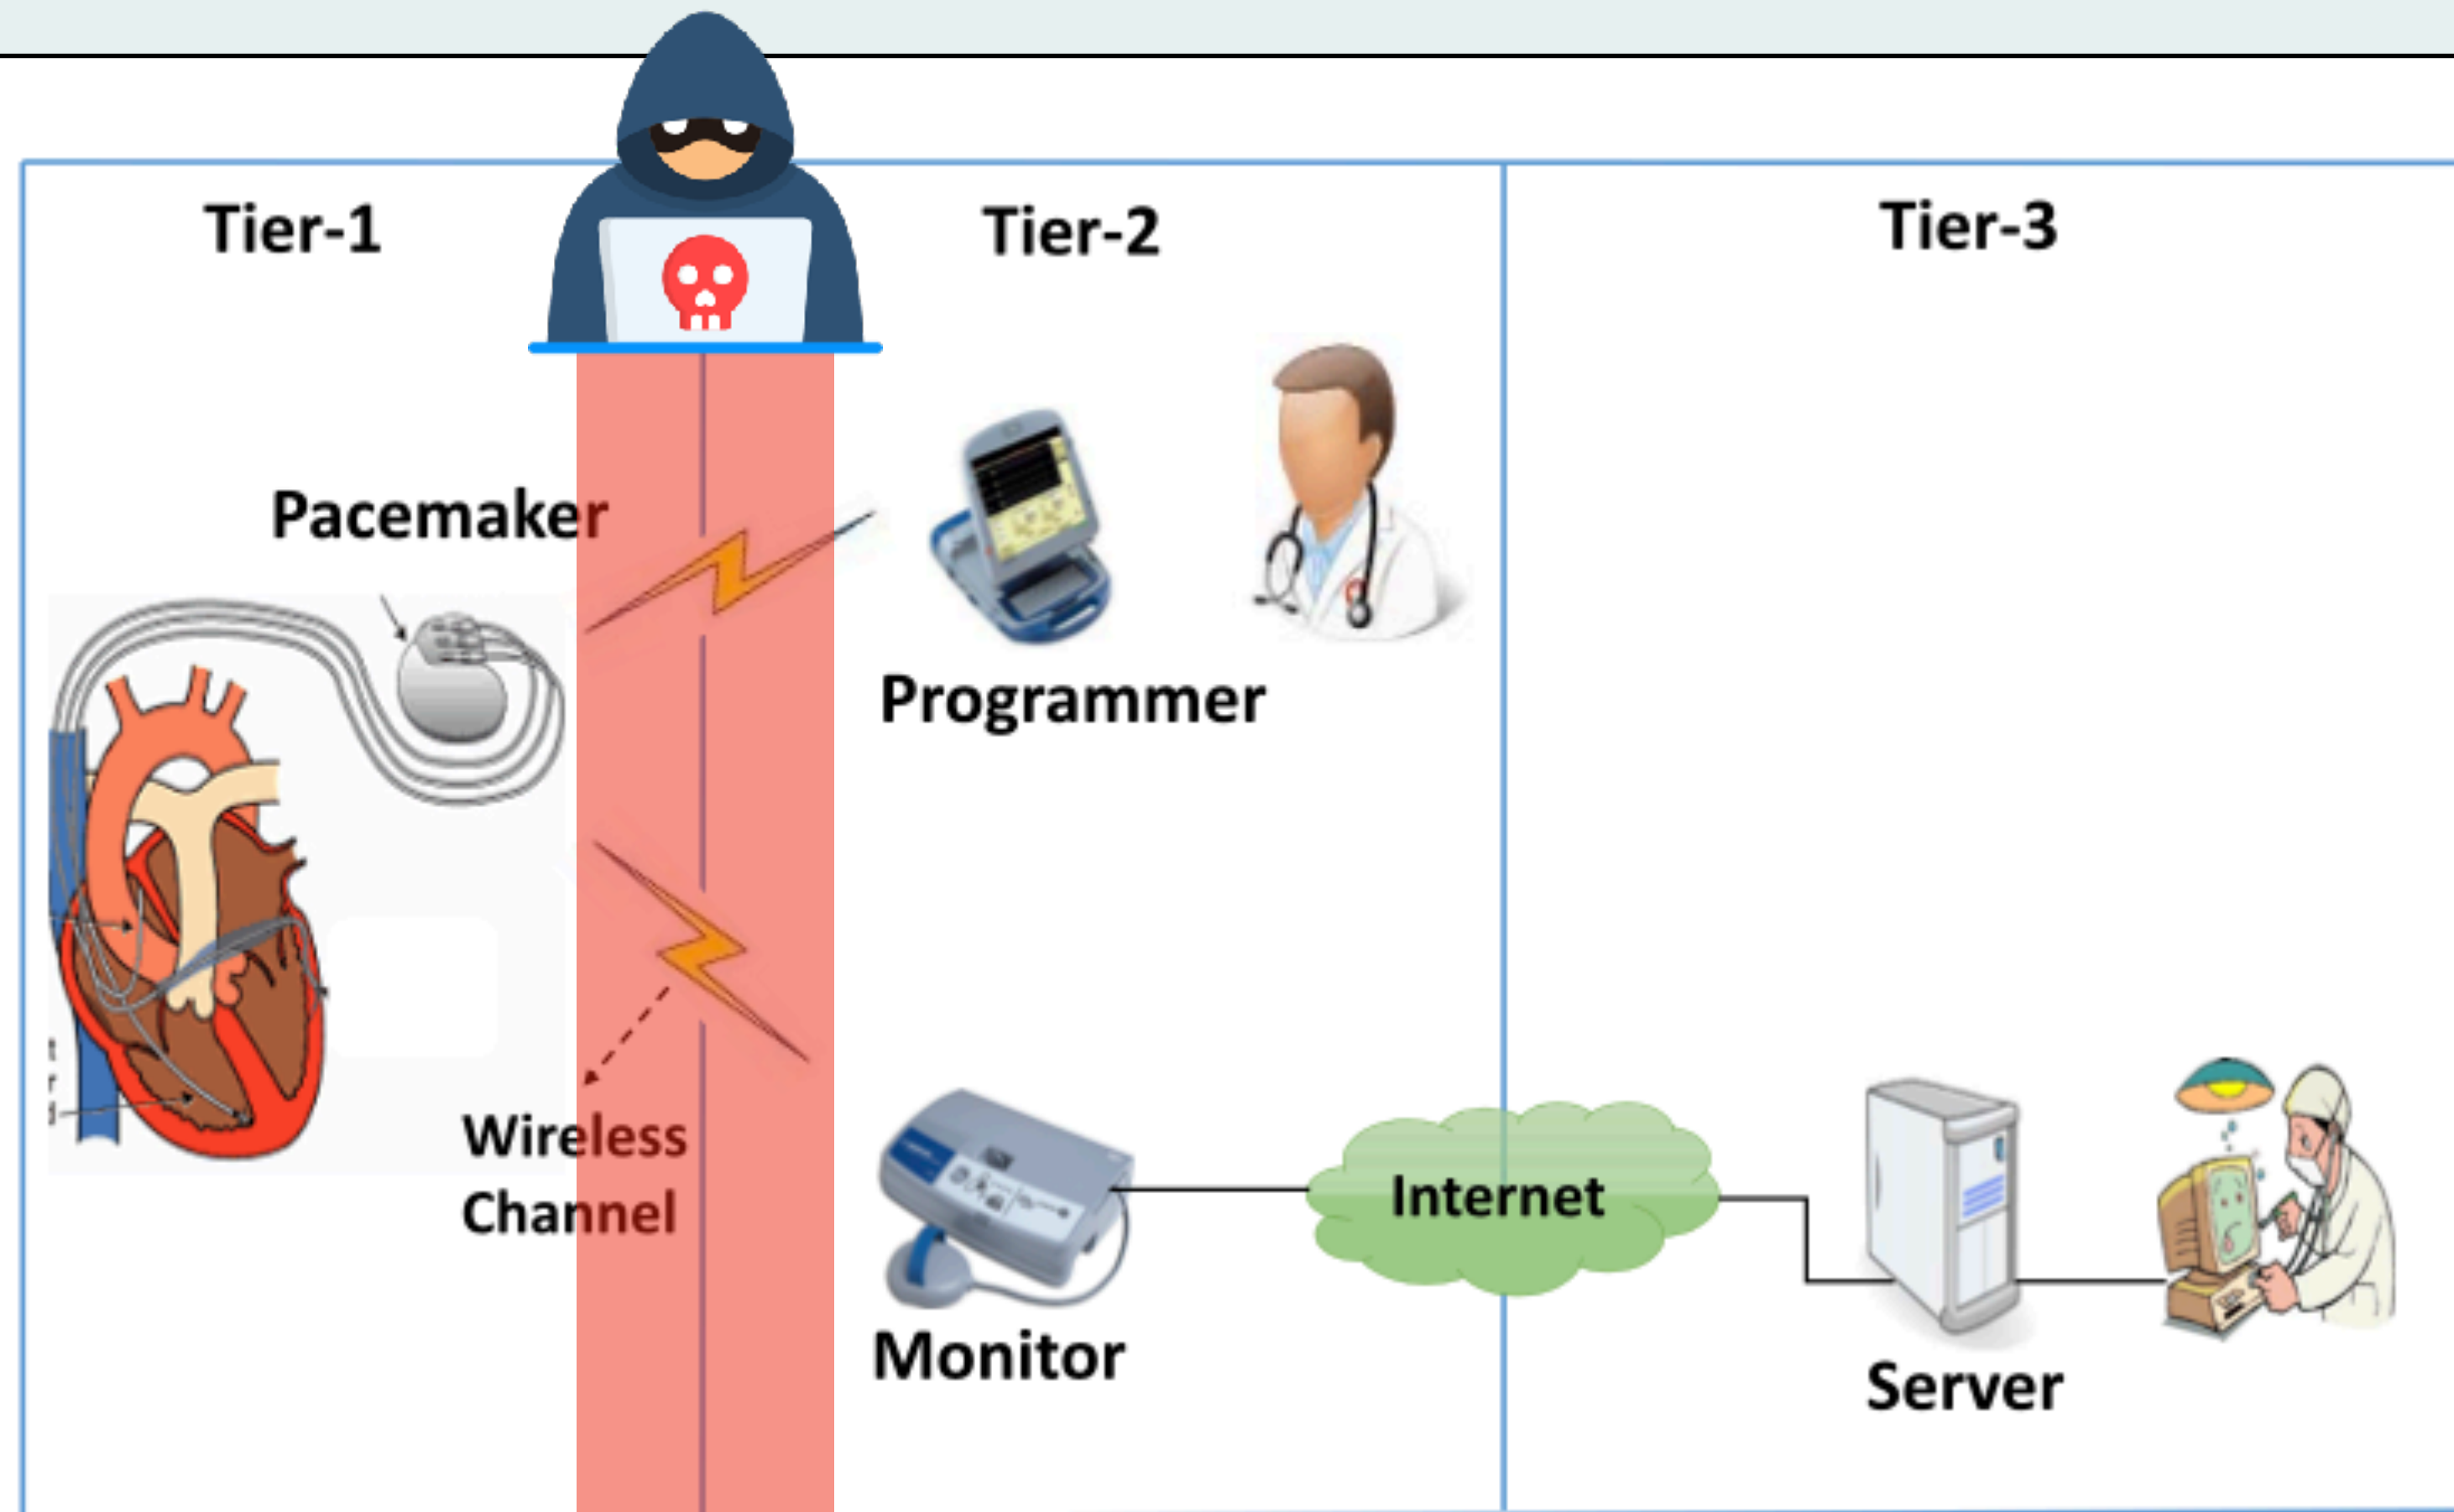 Tier-1
Tier-2
Tier-3
Pacemaker
Programmer
Wireless
Channel
Internet
Monitor
Server